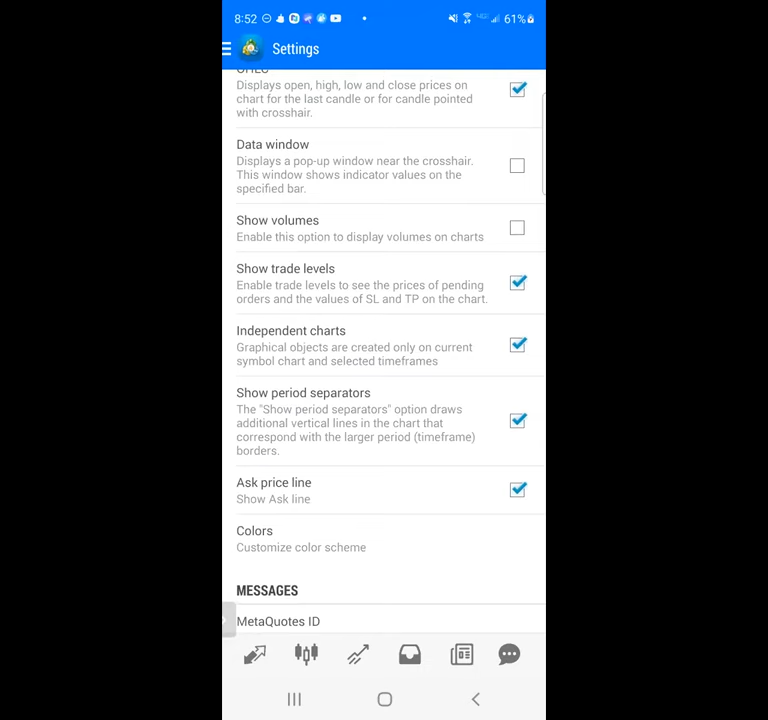 8:52
61%
Settings
OHLC
Displays open, high, low and close prices on
chart for the last candle or for candle pointed
with crosshair.
Data window
Displays a pop-up window near the crosshair.
This window shows indicator values on the
specified bar.
Show volumes
Enable this option to display volumes on charts
Show trade levels
Enable trade levels to see the prices of pending
orders and the values of SL and TP on the chart.
Independent charts
Graphical objects are created only on current
symbol chart and selected timeframes
Show period separators
The "Show period separators" option draws
additional vertical lines in the chart that
correspond with the larger period (timeframe)
borders.
Ask price line
Show Ask line
Colors
Customize color scheme
MESSAGES
MetaQuotes ID